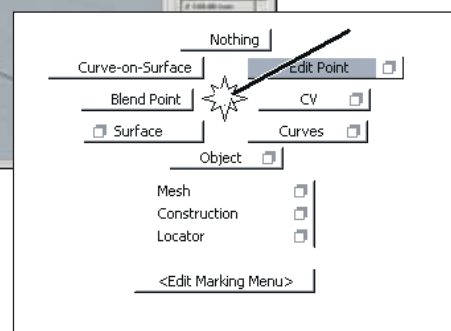 Nothing
Curve-on-Surface
Edit Point
Blend Point
CV
Surface
Curves
Object
Mesh
Construction
Locator
<Edit Marking Menu>